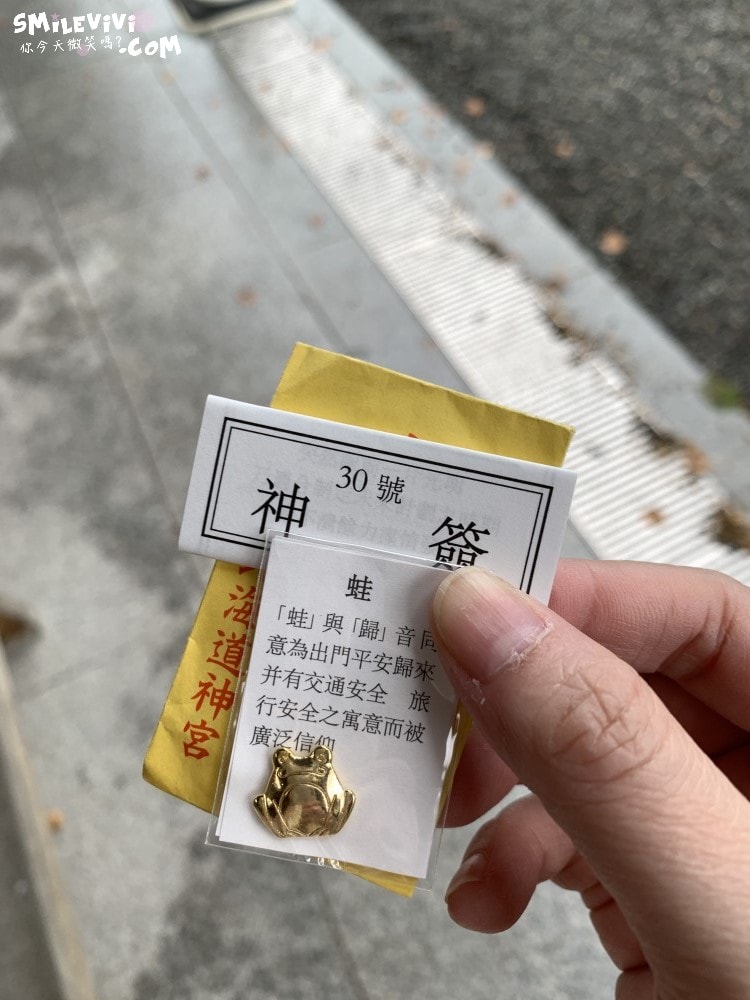 SMILEVIVI
你今天微笑嗎?.COM
30 號
神 籤
海道神宮
蛙
「蛙」與「歸」音同
意為出門平安歸來
并有交通安全 旅
行安全之寓意而被
廣泛信仰